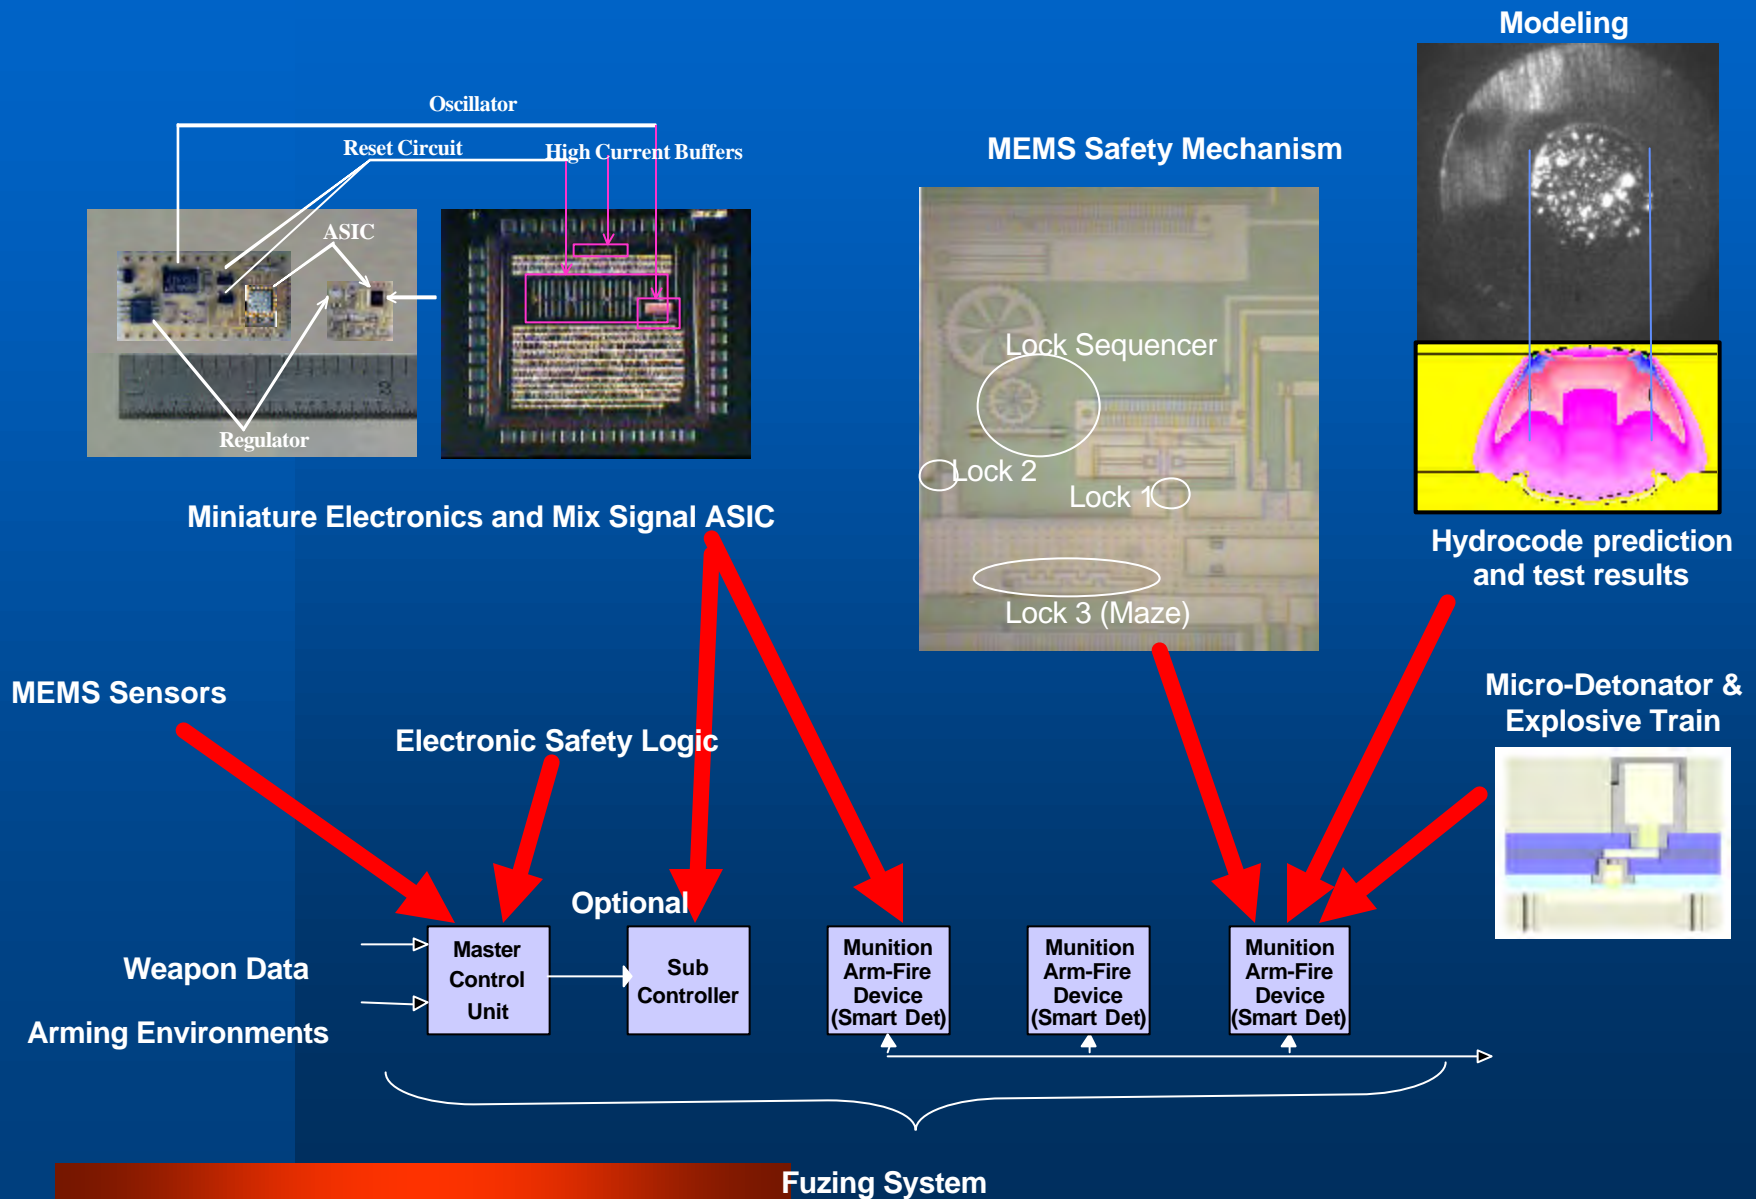 Modeling
Oscillator
Reset Circuit
High Current Buffers
MEMS Safety Mechanism
ASIC
Lock Sequencer
Regulator
Lock 2
Lock 1
Miniature Electronics and Mix Signal ASIC
Hydrocode prediction
and test results
Lock 3 (Maze)
MEMS Sensors
Micro-Detonator &
Explosive Train
Electronic Safety Logic
Optional
Weapon Data
Arming Environments
Master
Control
Unit
Sub
Controller
Munition
Arm-Fire
Device
(Smart Det)
Munition
Arm-Fire
Device
(Smart Det)
Munition
Arm-Fire
Device
(Smart Det)
Fuzing System